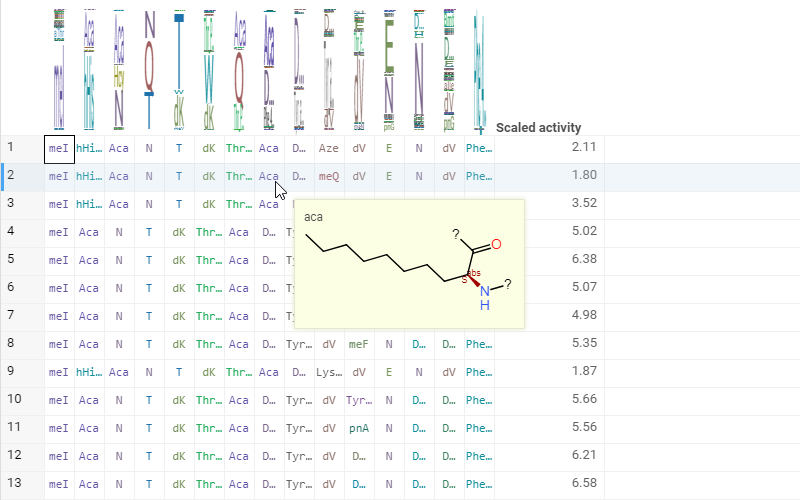 Scaled activity
1 meI hHi… Aca N T dK Thr… Aca D… Aze dV E N dV Phe… 2.11
2 meI hHi… Aca N T dK Thr… Aca D… meQ dV E N dV Phe… 1.80
3 meI hHi… Aca N T dK Thr… Aca 3.52
4 meI Aca N T dK Thr… Aca D… 5.02
5 meI Aca N T dK Thr… Aca D… 6.38
6 meI Aca N T dK Thr… Aca D… 5.07
7 meI Aca N T dK Thr… Aca D… 4.98
8 meI Aca N T dK Thr… Aca D… Tyr… dV meF N D… D… Phe… 5.35
9 meI hHi… Aca N T dK Thr… Aca D… Lys… dV E N dV Phe… 1.87
10 meI Aca N T dK Thr… Aca D… Tyr… dV Tyr… N D… D… Phe… 5.66
11 meI Aca N T dK Thr… Aca D… Tyr… dV pnA N D… D… Phe… 5.56
12 meI Aca N T dK Thr… Aca D… Tyr… dV D… N D… D… Phe… 6.21
13 meI Aca N T dK Thr… Aca D… Tyr… dV D… N D… D… Phe… 6.58
aca
?
O
abs
S
N
H
?